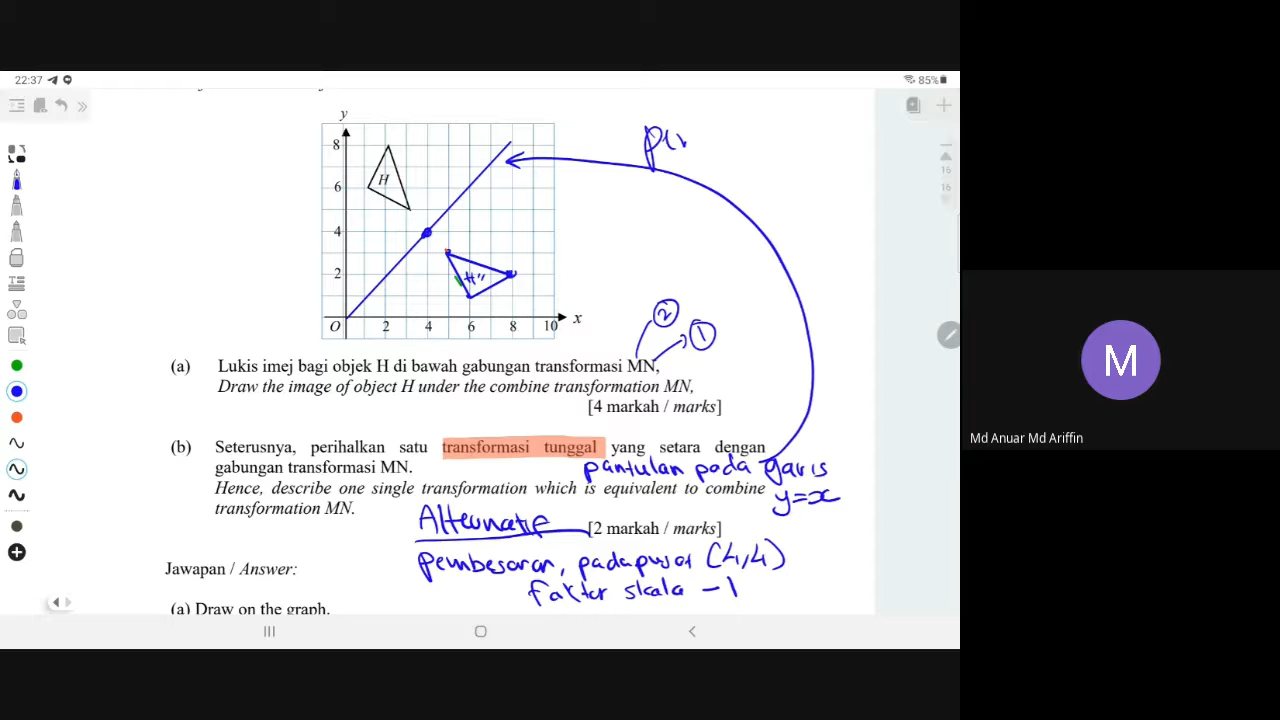 22:37
85%
16
16
y
8
6
4
2
O
2
4
6
8
10
x
H
H"
②
①
(a) Lukis imej bagi objek H di bawah gabungan transformasi MN,
Draw the image of object H under the combine transformation MN,
[4 markah / marks]
(b) Seterusnya, perihalkan satu transformasi tunggal yang setara dengan
gabungan transformasi MN.
pantulan pada garis
y=x
Hence, describe one single transformation which is equivalent to combine
transformation MN.
[2 markah / marks]
Alternatif
pembesaran, pada pusat (4,4)
faktor skala -1
Jawapan / Answer:
(a) Draw on the graph.
M
Md Anuar Md Ariffin